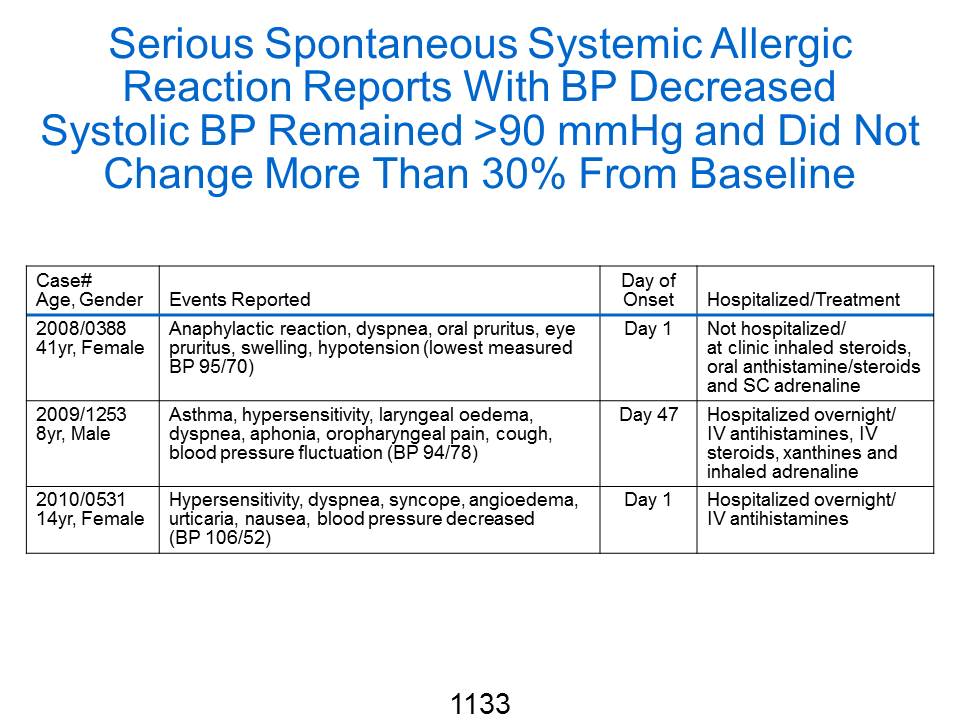 Serious Spontaneous Systemic Allergic
Reaction Reports With BP Decreased
Systolic BP Remained >90 mmHg and Did Not
Change More Than 30% From Baseline
Case#
Age, Gender
Events Reported
Day of
Onset
Hospitalized/Treatment
2008/0388
41yr, Female
Anaphylactic reaction, dyspnea, oral pruritus, eye
pruritus, swelling, hypotension (lowest measured
BP 95/70)
Day 1
Not hospitalized/
at clinic inhaled steroids,
oral anthistamine/steroids
and SC adrenaline
2009/1253
8yr, Male
Asthma, hypersensitivity, laryngeal oedema,
dyspnea, aphonia, oropharyngeal pain, cough,
blood pressure fluctuation (BP 94/78)
Day 47
Hospitalized overnight/
IV antihistamines, IV
steroids, xanthines and
inhaled adrenaline
2010/0531
14yr, Female
Hypersensitivity, dyspnea, syncope, angioedema,
urticaria, nausea, blood pressure decreased
(BP 106/52)
Day 1
Hospitalized overnight/
IV antihistamines
1133